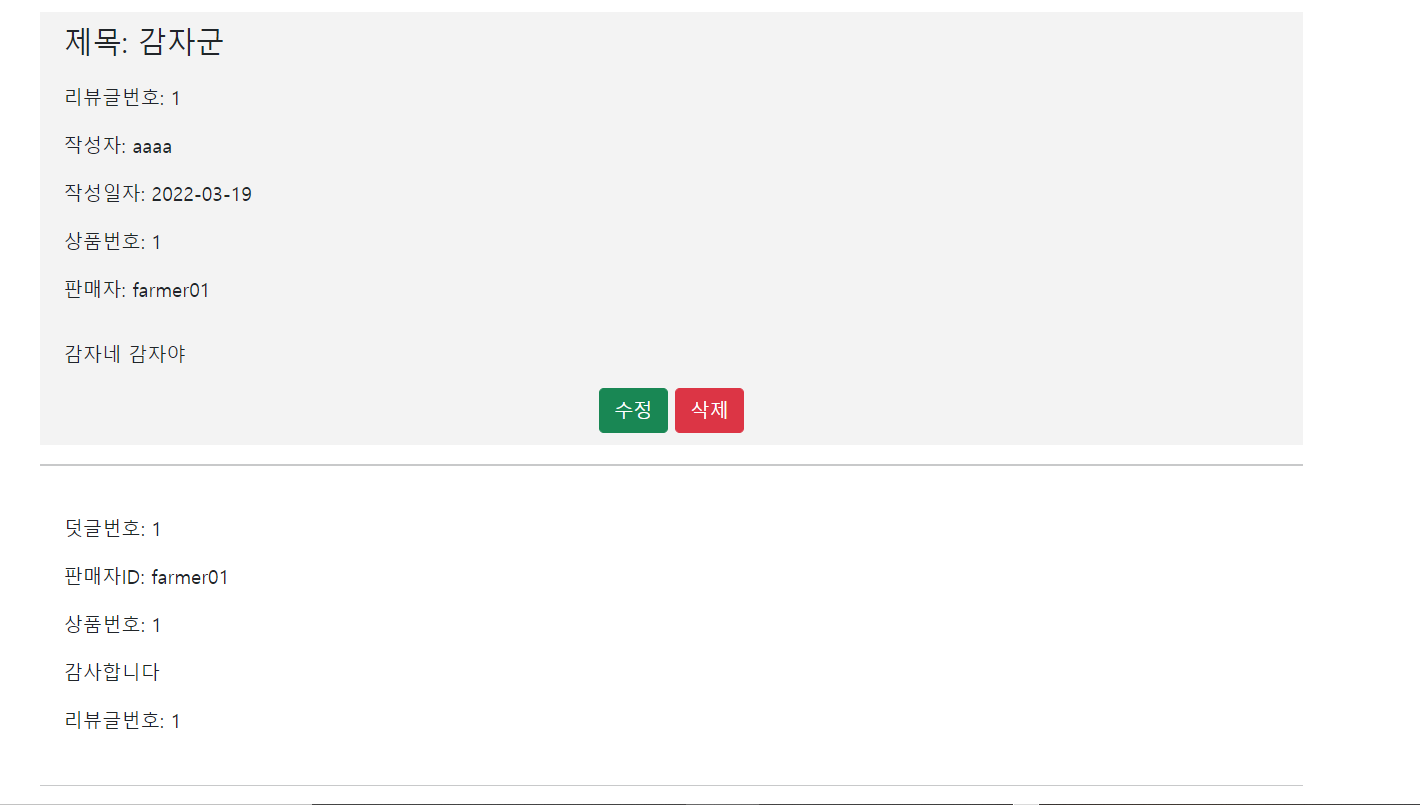 제목: 감자군
리뷰글번호: 1
작성자: aaaa
작성일자: 2022-03-19
상품번호: 1
판매자: farmer01
감자네 감자야
수정 삭제
덧글번호: 1
판매자ID: farmer01
상품번호: 1
감사합니다
리뷰글번호: 1